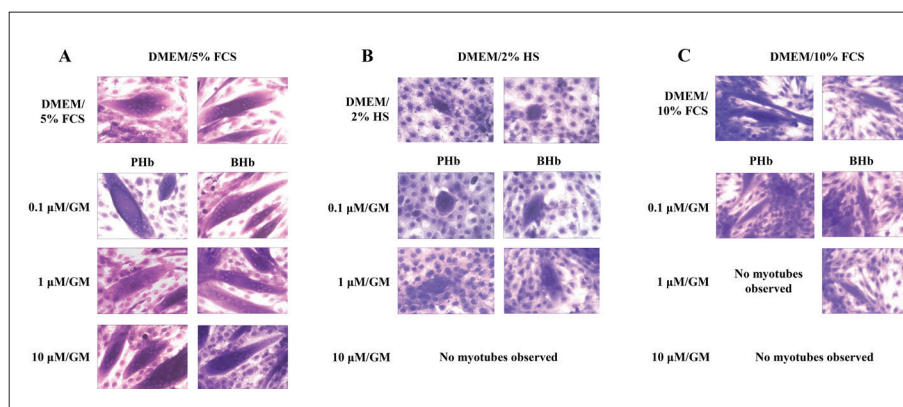 A DMEM/5% FCS
DMEM/
5% FCS
PHb BHb
0.1 µM/GM
1 µM/GM
10 µM/GM
B DMEM/2% HS
DMEM/
2% HS
PHb BHb
0.1 µM/GM
1 µM/GM
10 µM/GM No myotubes observed
C DMEM/10% FCS
DMEM/
10% FCS
PHb BHb
0.1 µM/GM
1 µM/GM No myotubes
observed
10 µM/GM No myotubes observed